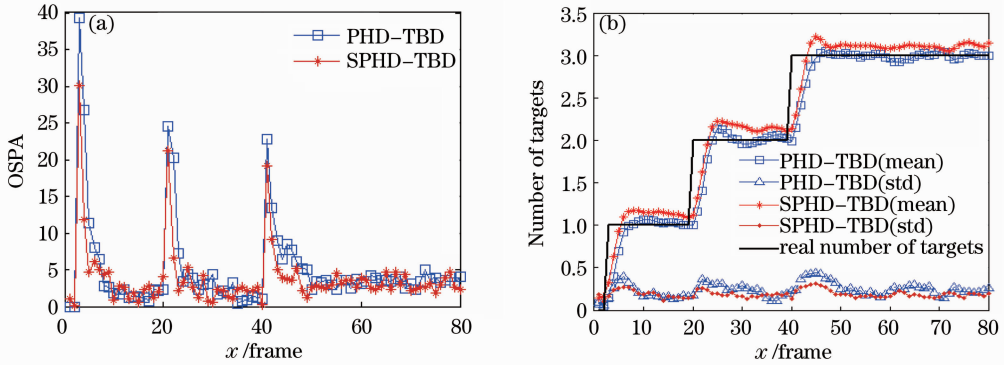 (a)
PHD-TBD
SPHD-TBD
OSPA
40
35
30
25
20
15
10
5
0
0 20 40 60 80
x/frame
(b)
Number of targets
3.5
3.0
2.5
2.0
1.5
1.0
0.5
0
PHD-TBD(mean)
PHD-TBD(std)
SPHD-TBD(mean)
SPHD-TBD(std)
real number of targets
0 10 20 30 40 50 60 70 80
x/frame